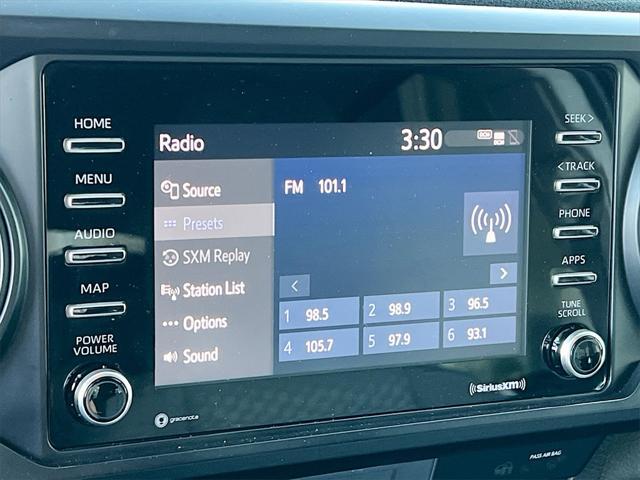 HOME
MENU
AUDIO
MAP
POWER
VOLUME
Radio
3:30
DCM
DCM
Source
Presets
SXM Replay
Station List
Options
Sound
FM 101.1
<
>
1 98.5
2 98.9
3 96.5
4 105.7
5 97.9
6 93.1
SEEK >
< TRACK
PHONE
APPS
TUNE
SCROLL
gracenote
((SiriusXM))
PASS AIR BAG